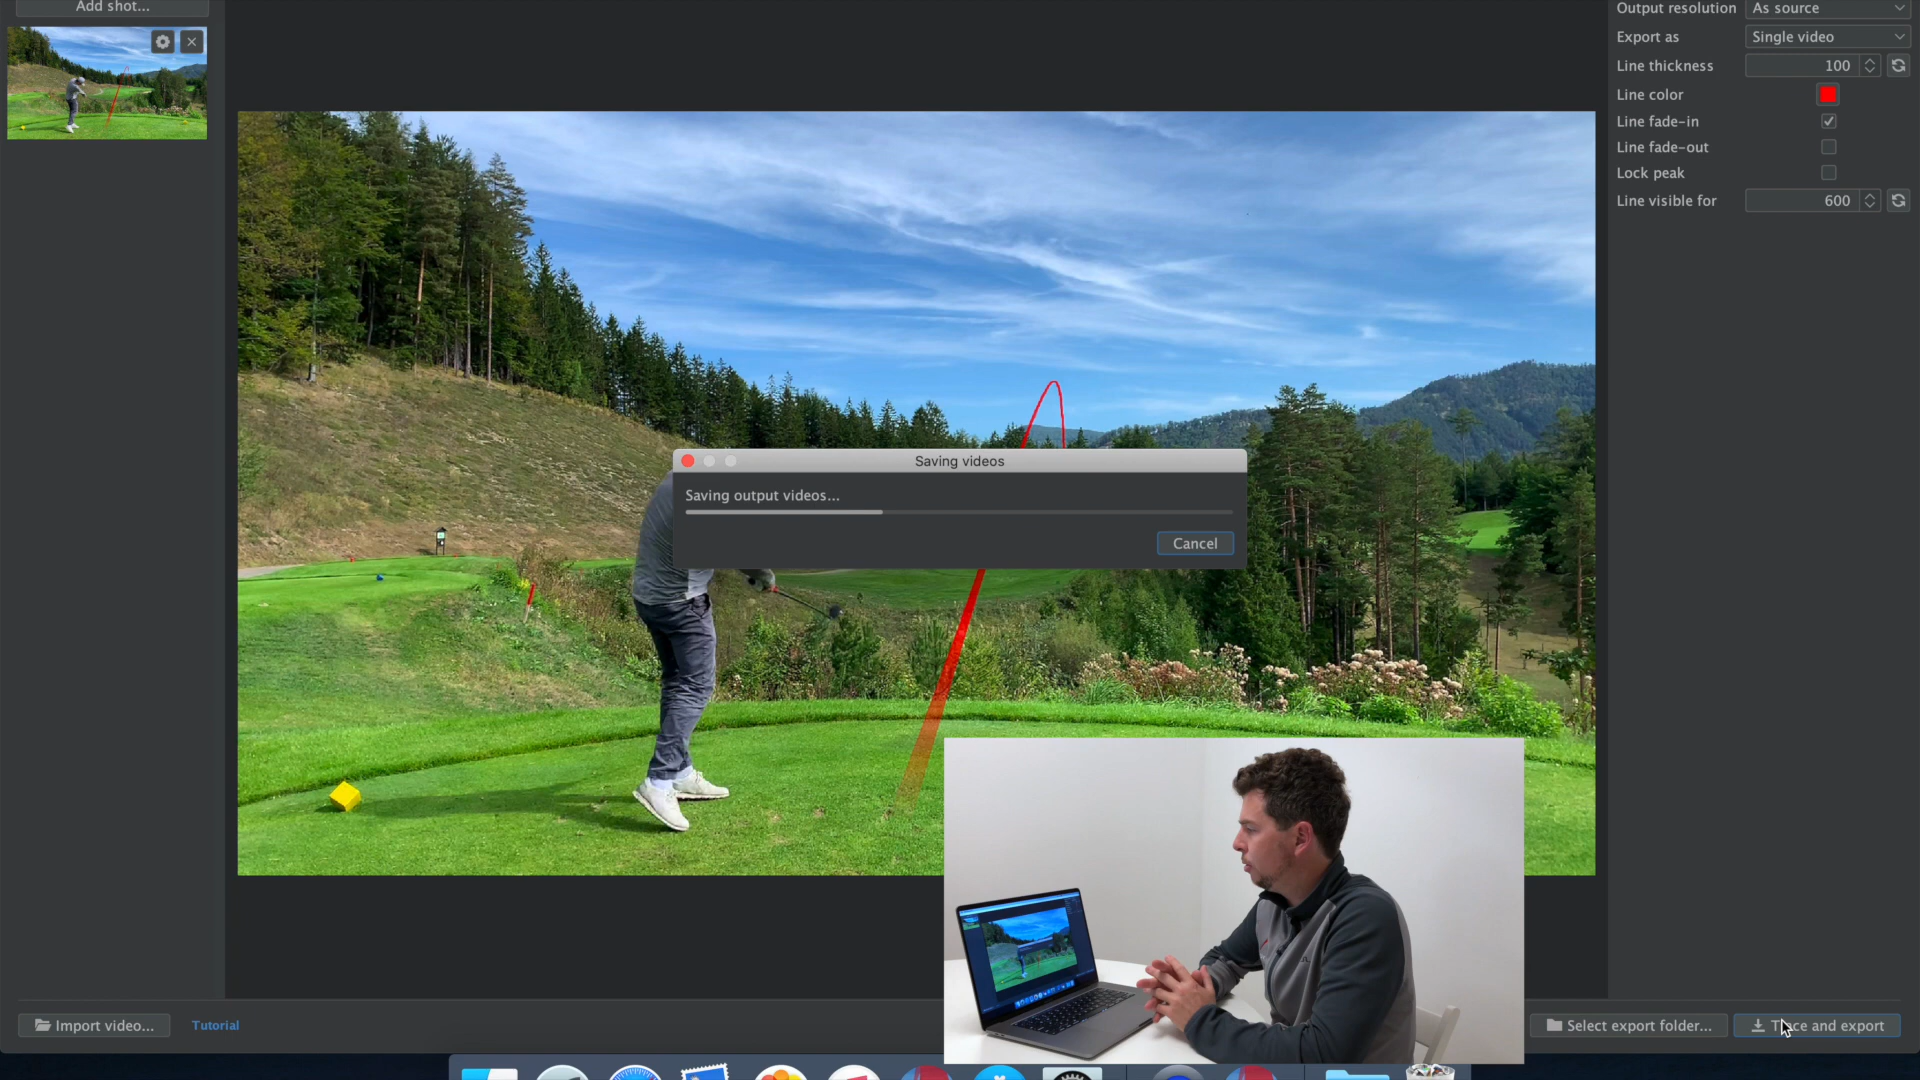 Add shot...
Output resolution As source
Export as Single video
Line thickness 100
Line color
Line fade-in
Line fade-out
Lock peak
Line visible for 600
Saving videos
Saving output videos...
Cancel
Import video...
Tutorial
Select export folder...
Trace and export